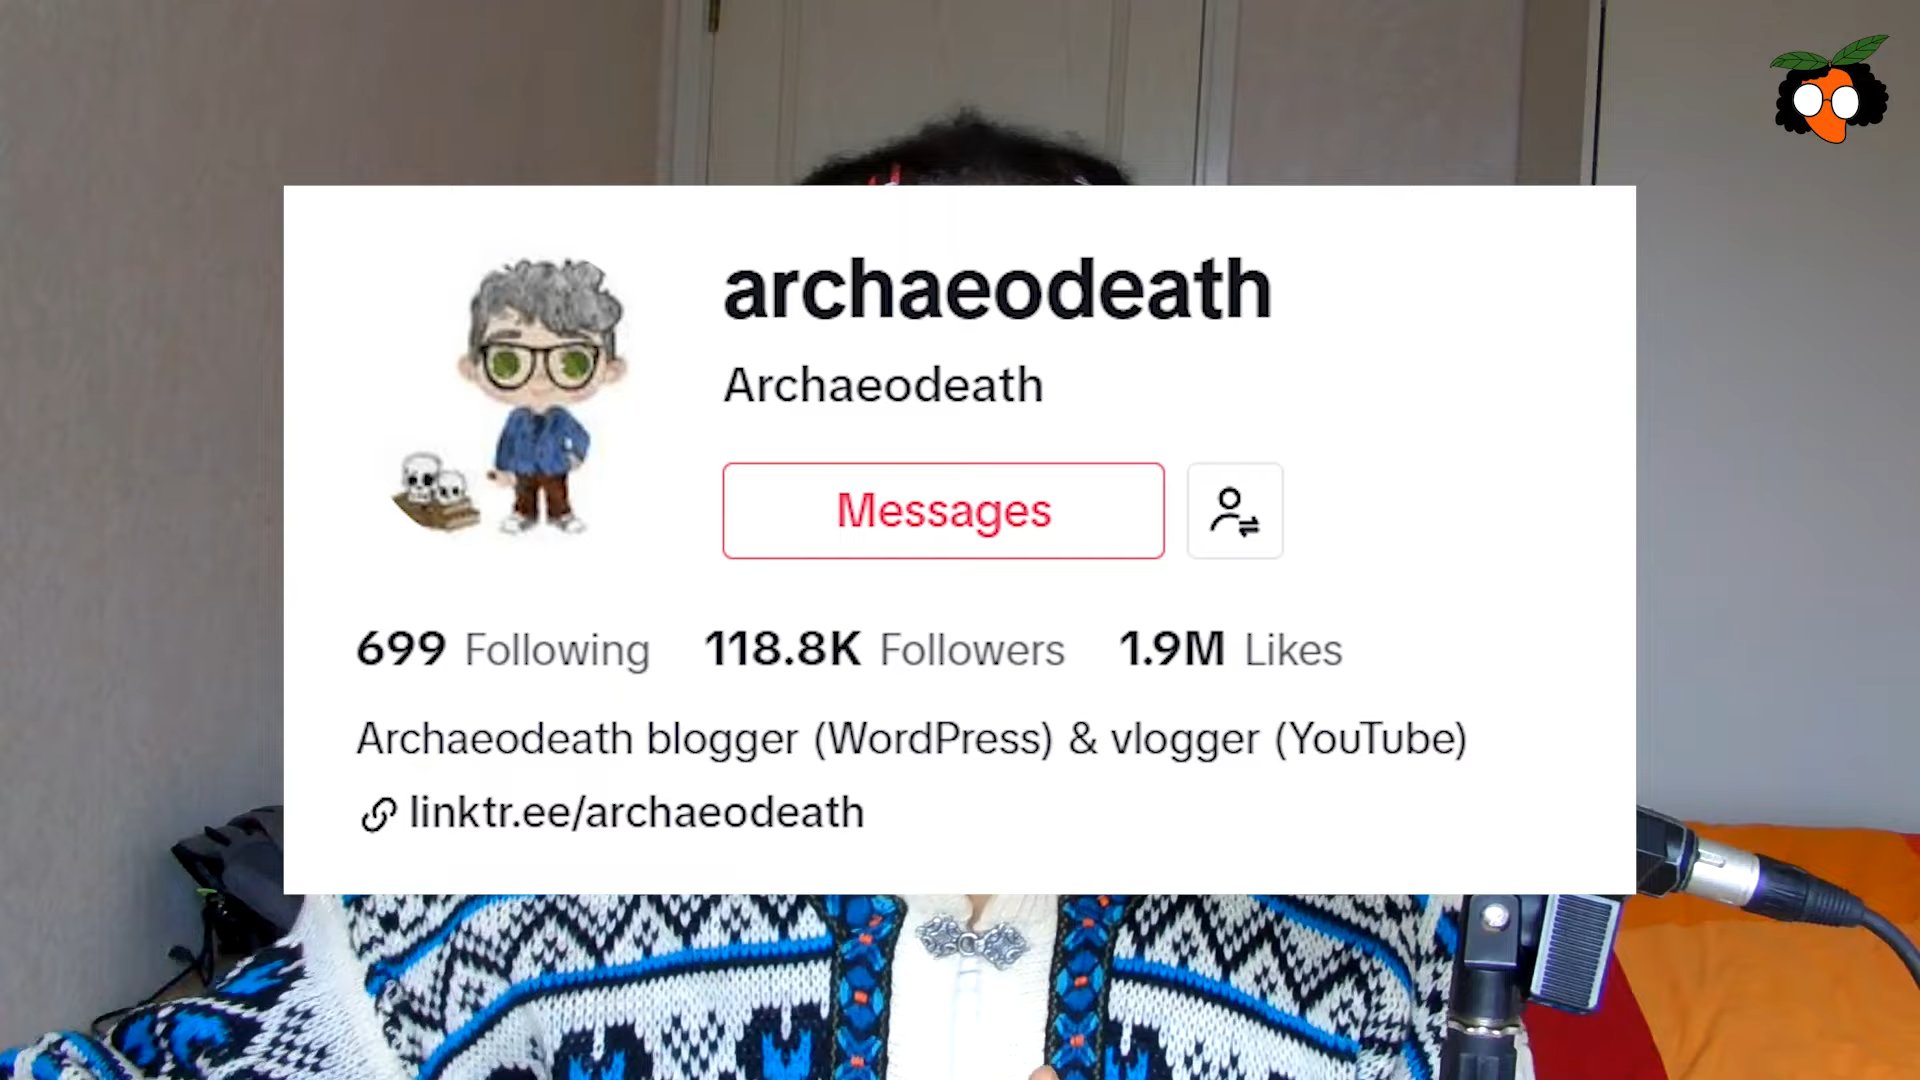 archaeodeath
Archaeodeath
Messages
699 Following 118.8K Followers 1.9M Likes
Archaeodeath blogger (WordPress) & vlogger (YouTube)
linktr.ee/archaeodeath